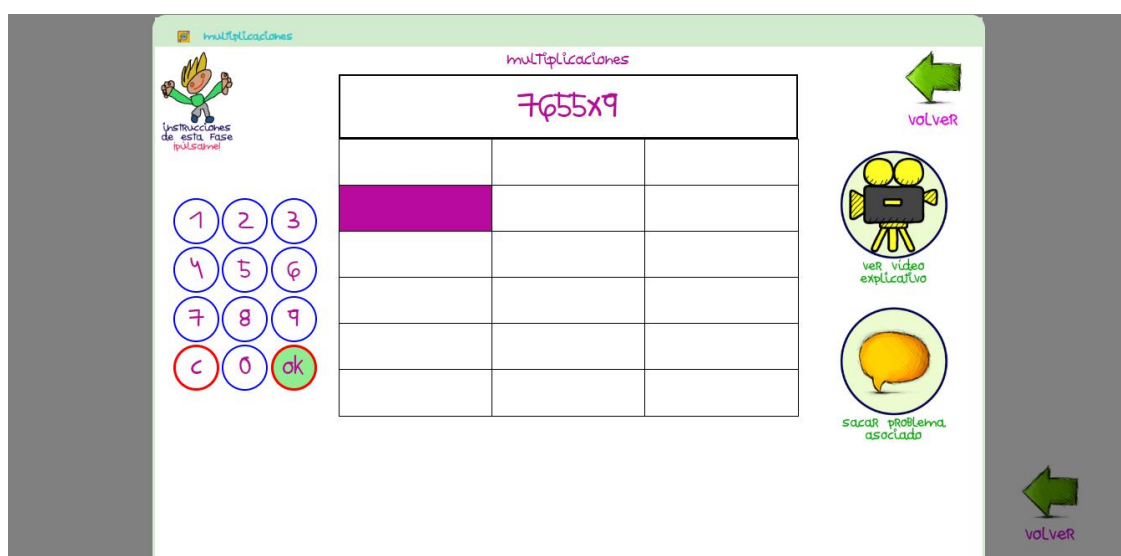 multiplicaciones
multiplicaciones
7655x9
instrucciones
de esta fase
¡púlsame!
volver
1 2 3
4 5 6
7 8 9
c 0 ok
ver vídeo
explicativo
sacar problema
asociado
volver